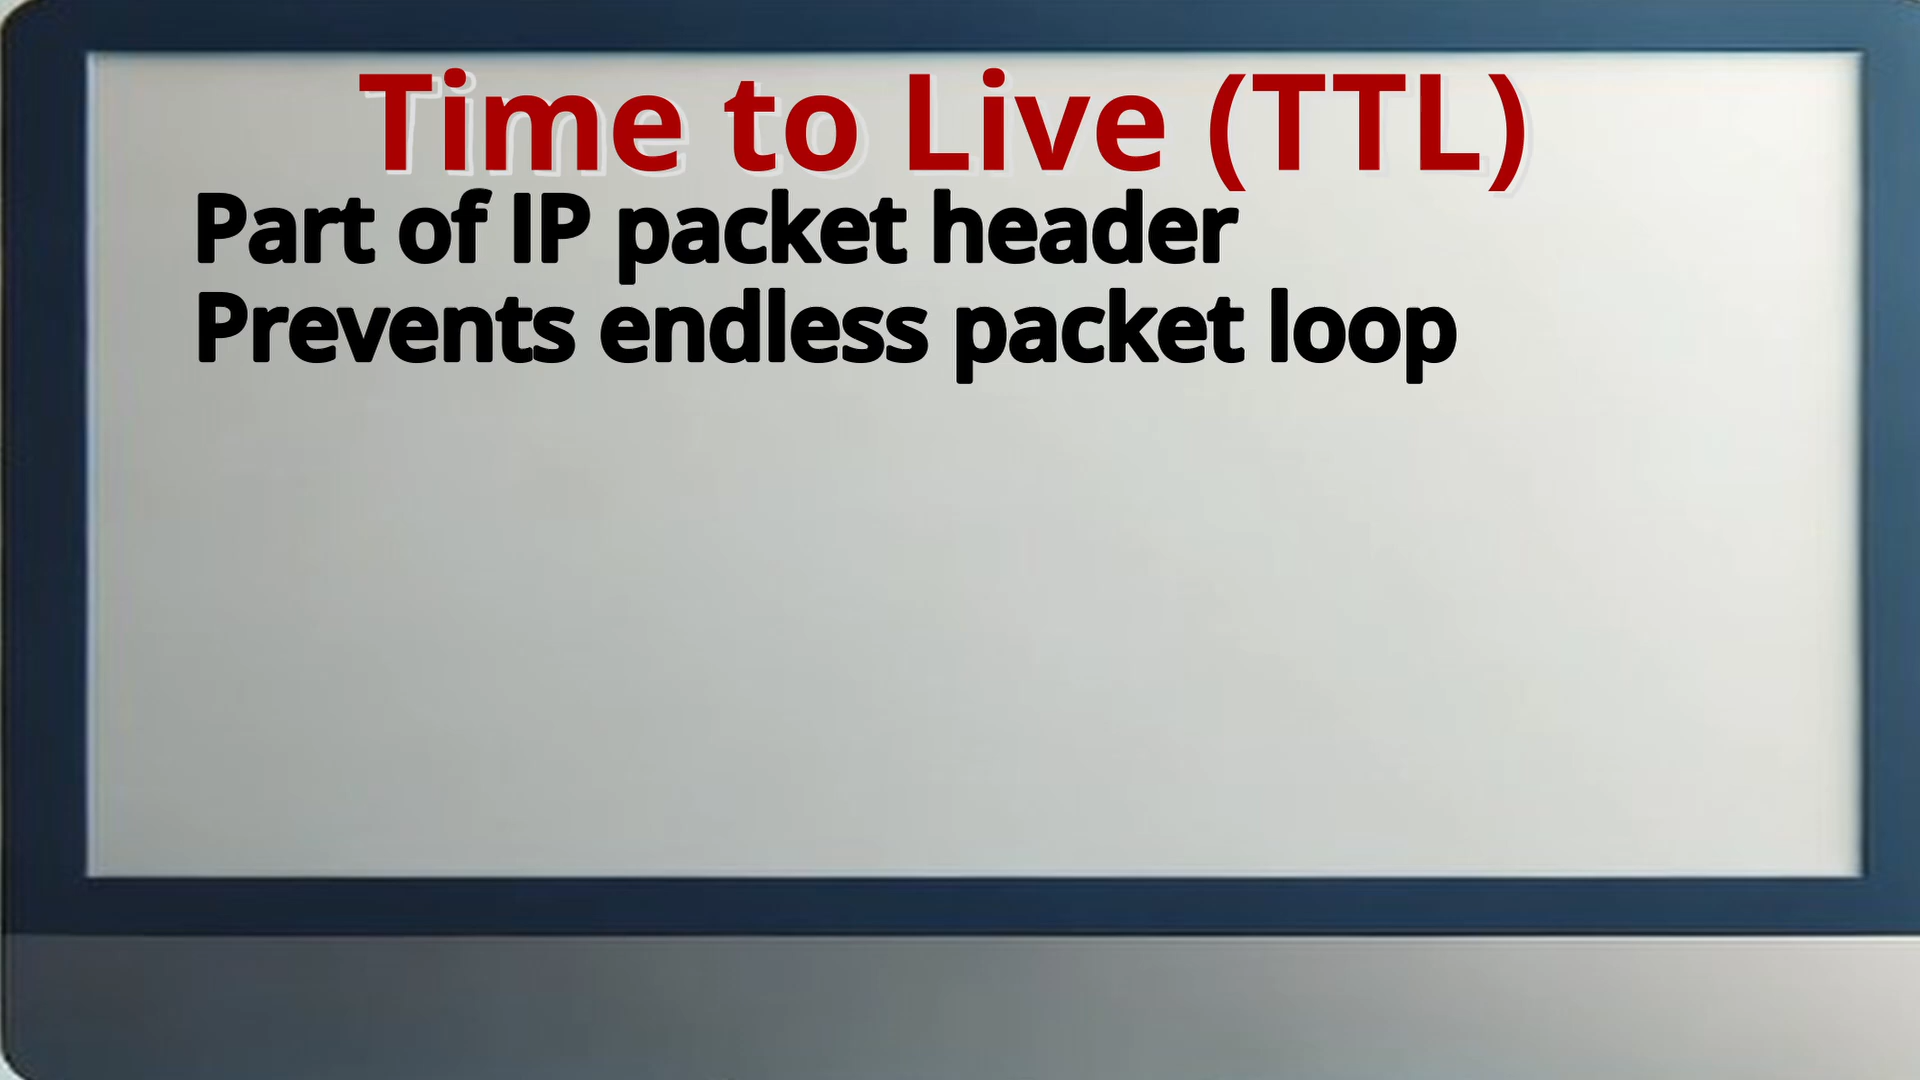 Time to Live (TTL)
Part of IP packet header
Prevents endless packet loop